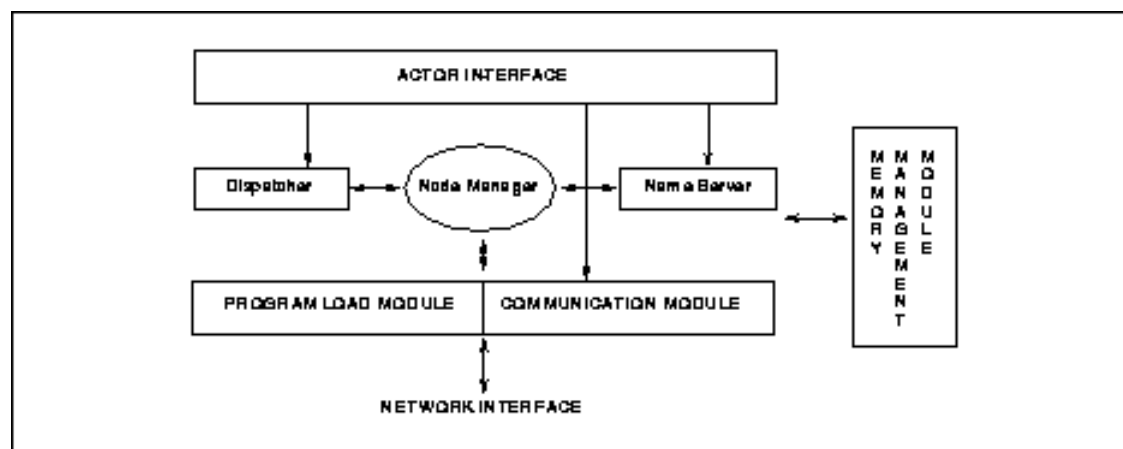 ACTOR INTERFACE
Dispatcher
Node Manager
Name Server
MEMORY
MANAGEMENT
MODULE
PROGRAM LOAD MODULE
COMMUNICATION MODULE
NETWORK INTERFACE